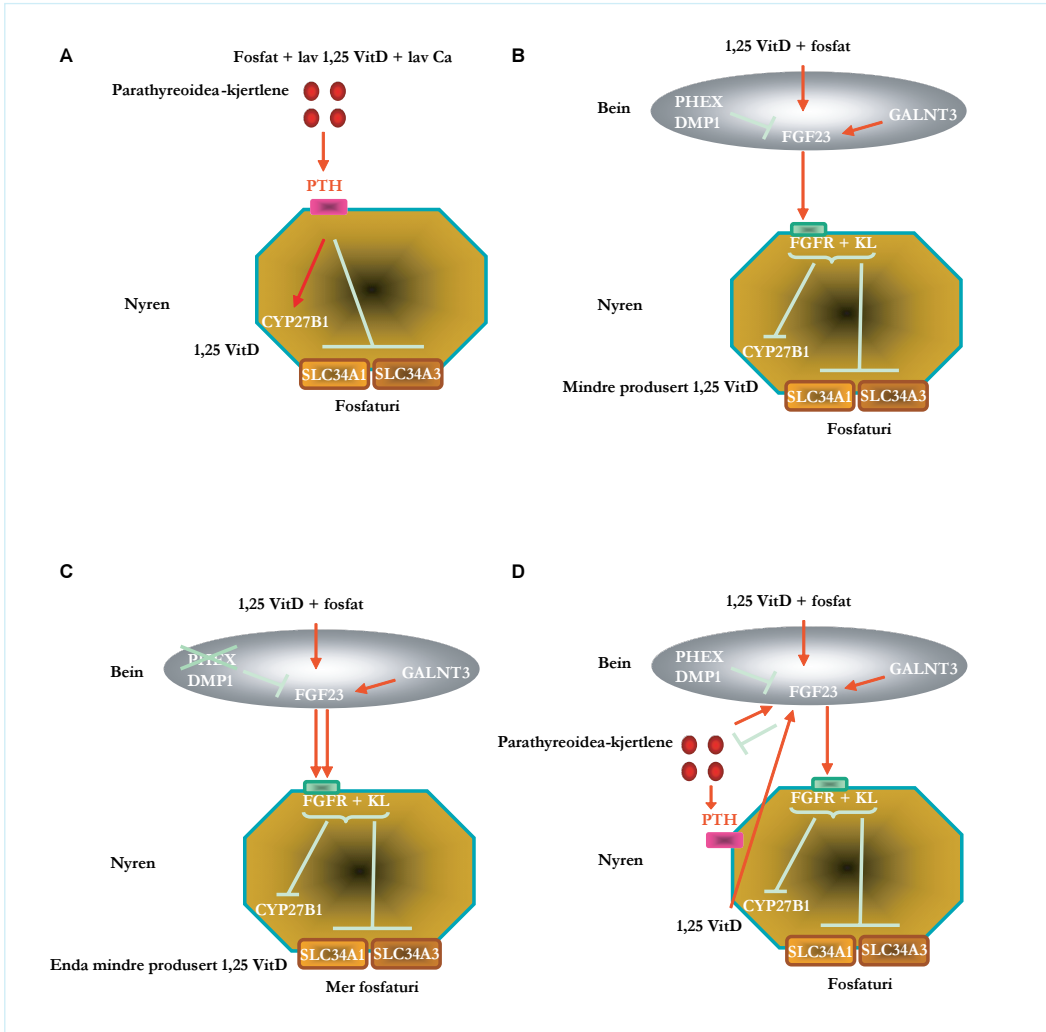 A
Fosfat + lav 1,25 VitD + lav Ca
Parathyreoidea-kjertlene
PTH
Nyren
CYP27B1
1,25 VitD
SLC34A1
SLC34A3
Fosfaturi
B
1,25 VitD + fosfat
Bein
PHEX
DMP1
GALNT3
FGF23
FGFR + KL
Nyren
CYP27B1
Mindre produsert 1,25 VitD
SLC34A1
SLC34A3
Fosfaturi
C
1,25 VitD + fosfat
Bein
PHEX
DMP1
GALNT3
FGF23
FGFR + KL
Nyren
CYP27B1
Enda mindre produsert 1,25 VitD
SLC34A1
SLC34A3
Mer fosfaturi
D
1,25 VitD + fosfat
Bein
PHEX
DMP1
GALNT3
FGF23
Parathyreoidea-kjertlene
FGFR + KL
PTH
Nyren
CYP27B1
1,25 VitD
SLC34A1
SLC34A3
Fosfaturi